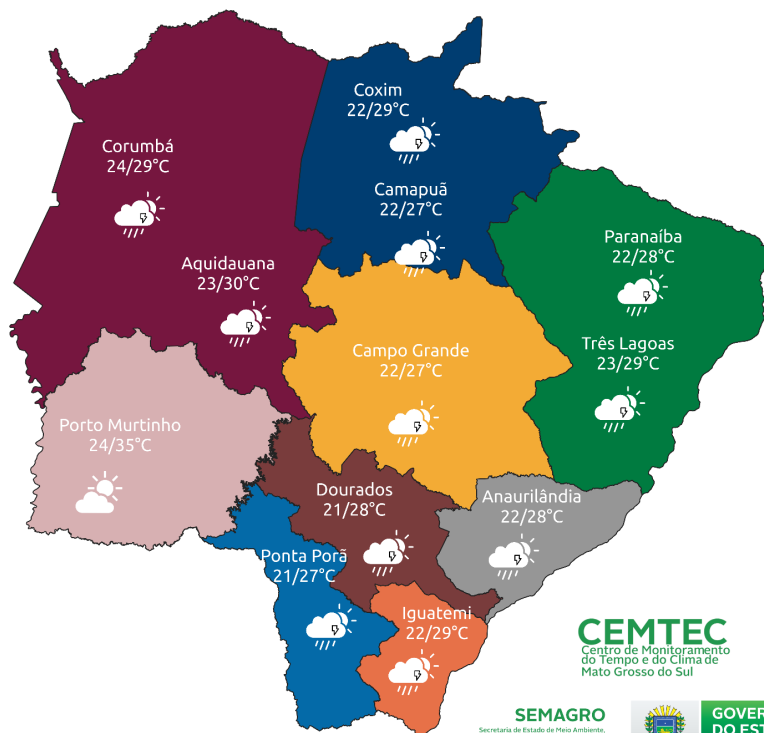 Coxim
22/29°C
Corumbá
24/29°C
Camapuã
22/27°C
Paranaíba
22/28°C
Aquidauana
23/30°C
Três Lagoas
23/29°C
Campo Grande
22/27°C
Porto Murtinho
24/35°C
Dourados
21/28°C
Anaurilândia
22/28°C
Ponta Porã
21/27°C
Iguatemi
22/29°C
CEMTEC
Centro de Monitoramento
do Tempo e do Clima de
Mato Grosso do Sul
SEMAGRO
Secretaria de Estado de Meio Ambiente,
GOVER
DO EST